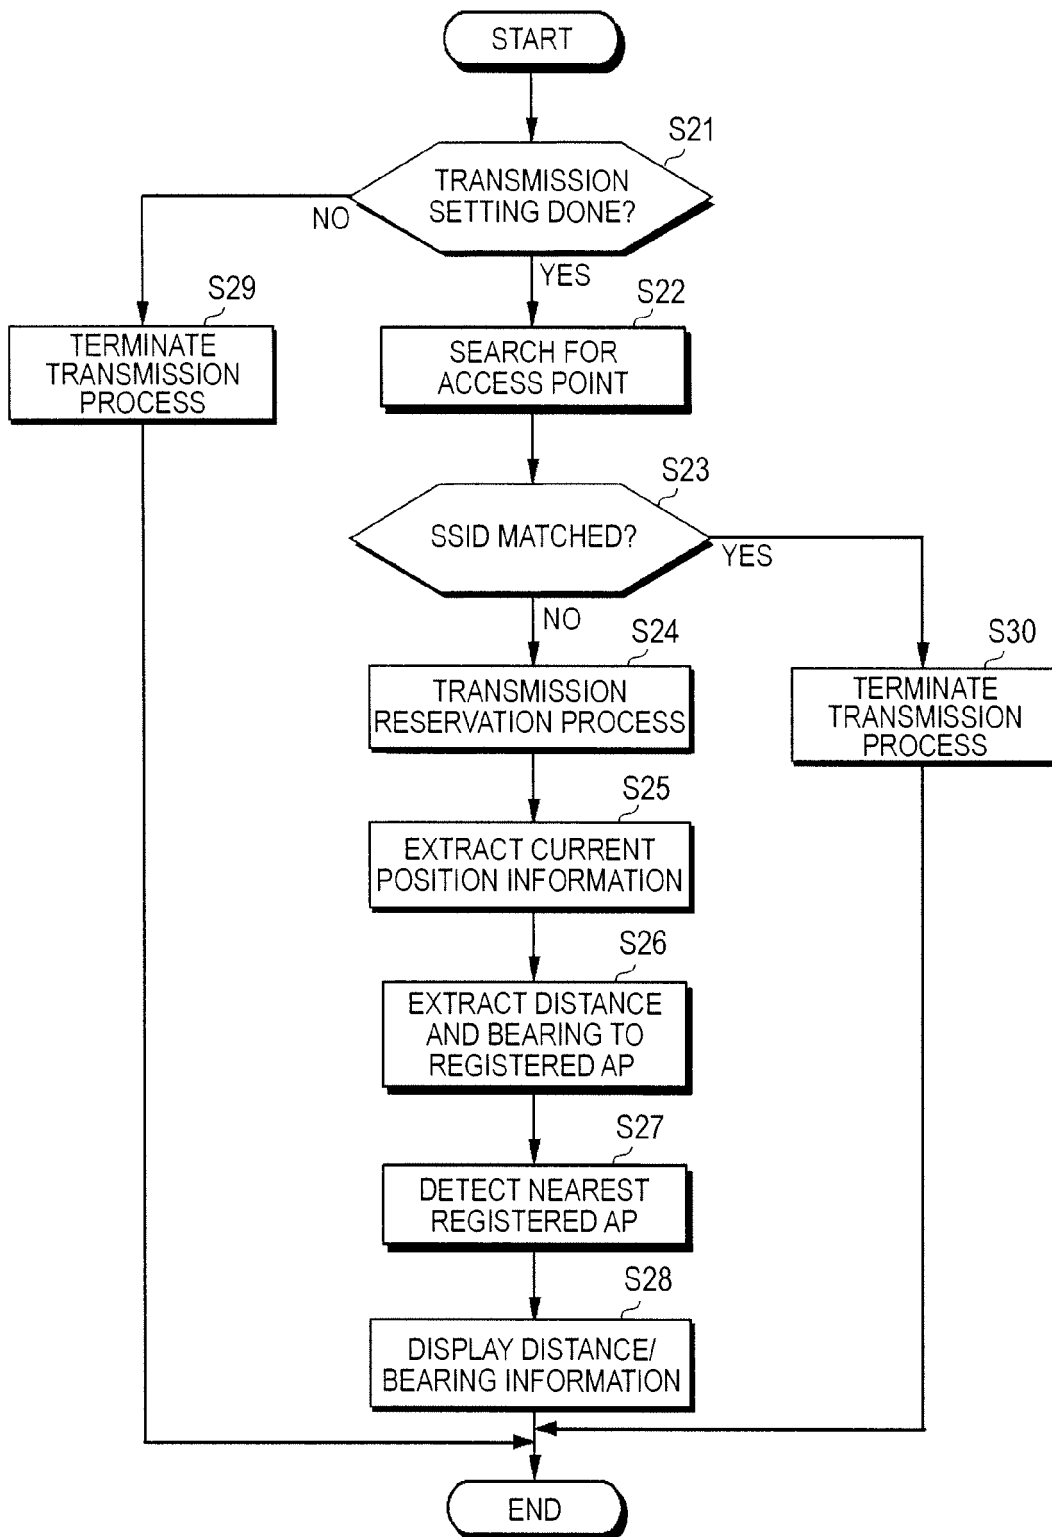 START
S21
TRANSMISSION
SETTING DONE?
NO
YES
S29
TERMINATE
TRANSMISSION
PROCESS
S22
SEARCH FOR
ACCESS POINT
S23
SSID MATCHED?
YES
NO
S24
TRANSMISSION
RESERVATION PROCESS
S30
TERMINATE
TRANSMISSION
PROCESS
S25
EXTRACT CURRENT
POSITION INFORMATION
S26
EXTRACT DISTANCE
AND BEARING TO
REGISTERED AP
S27
DETECT NEAREST
REGISTERED AP
S28
DISPLAY DISTANCE/
BEARING INFORMATION
END